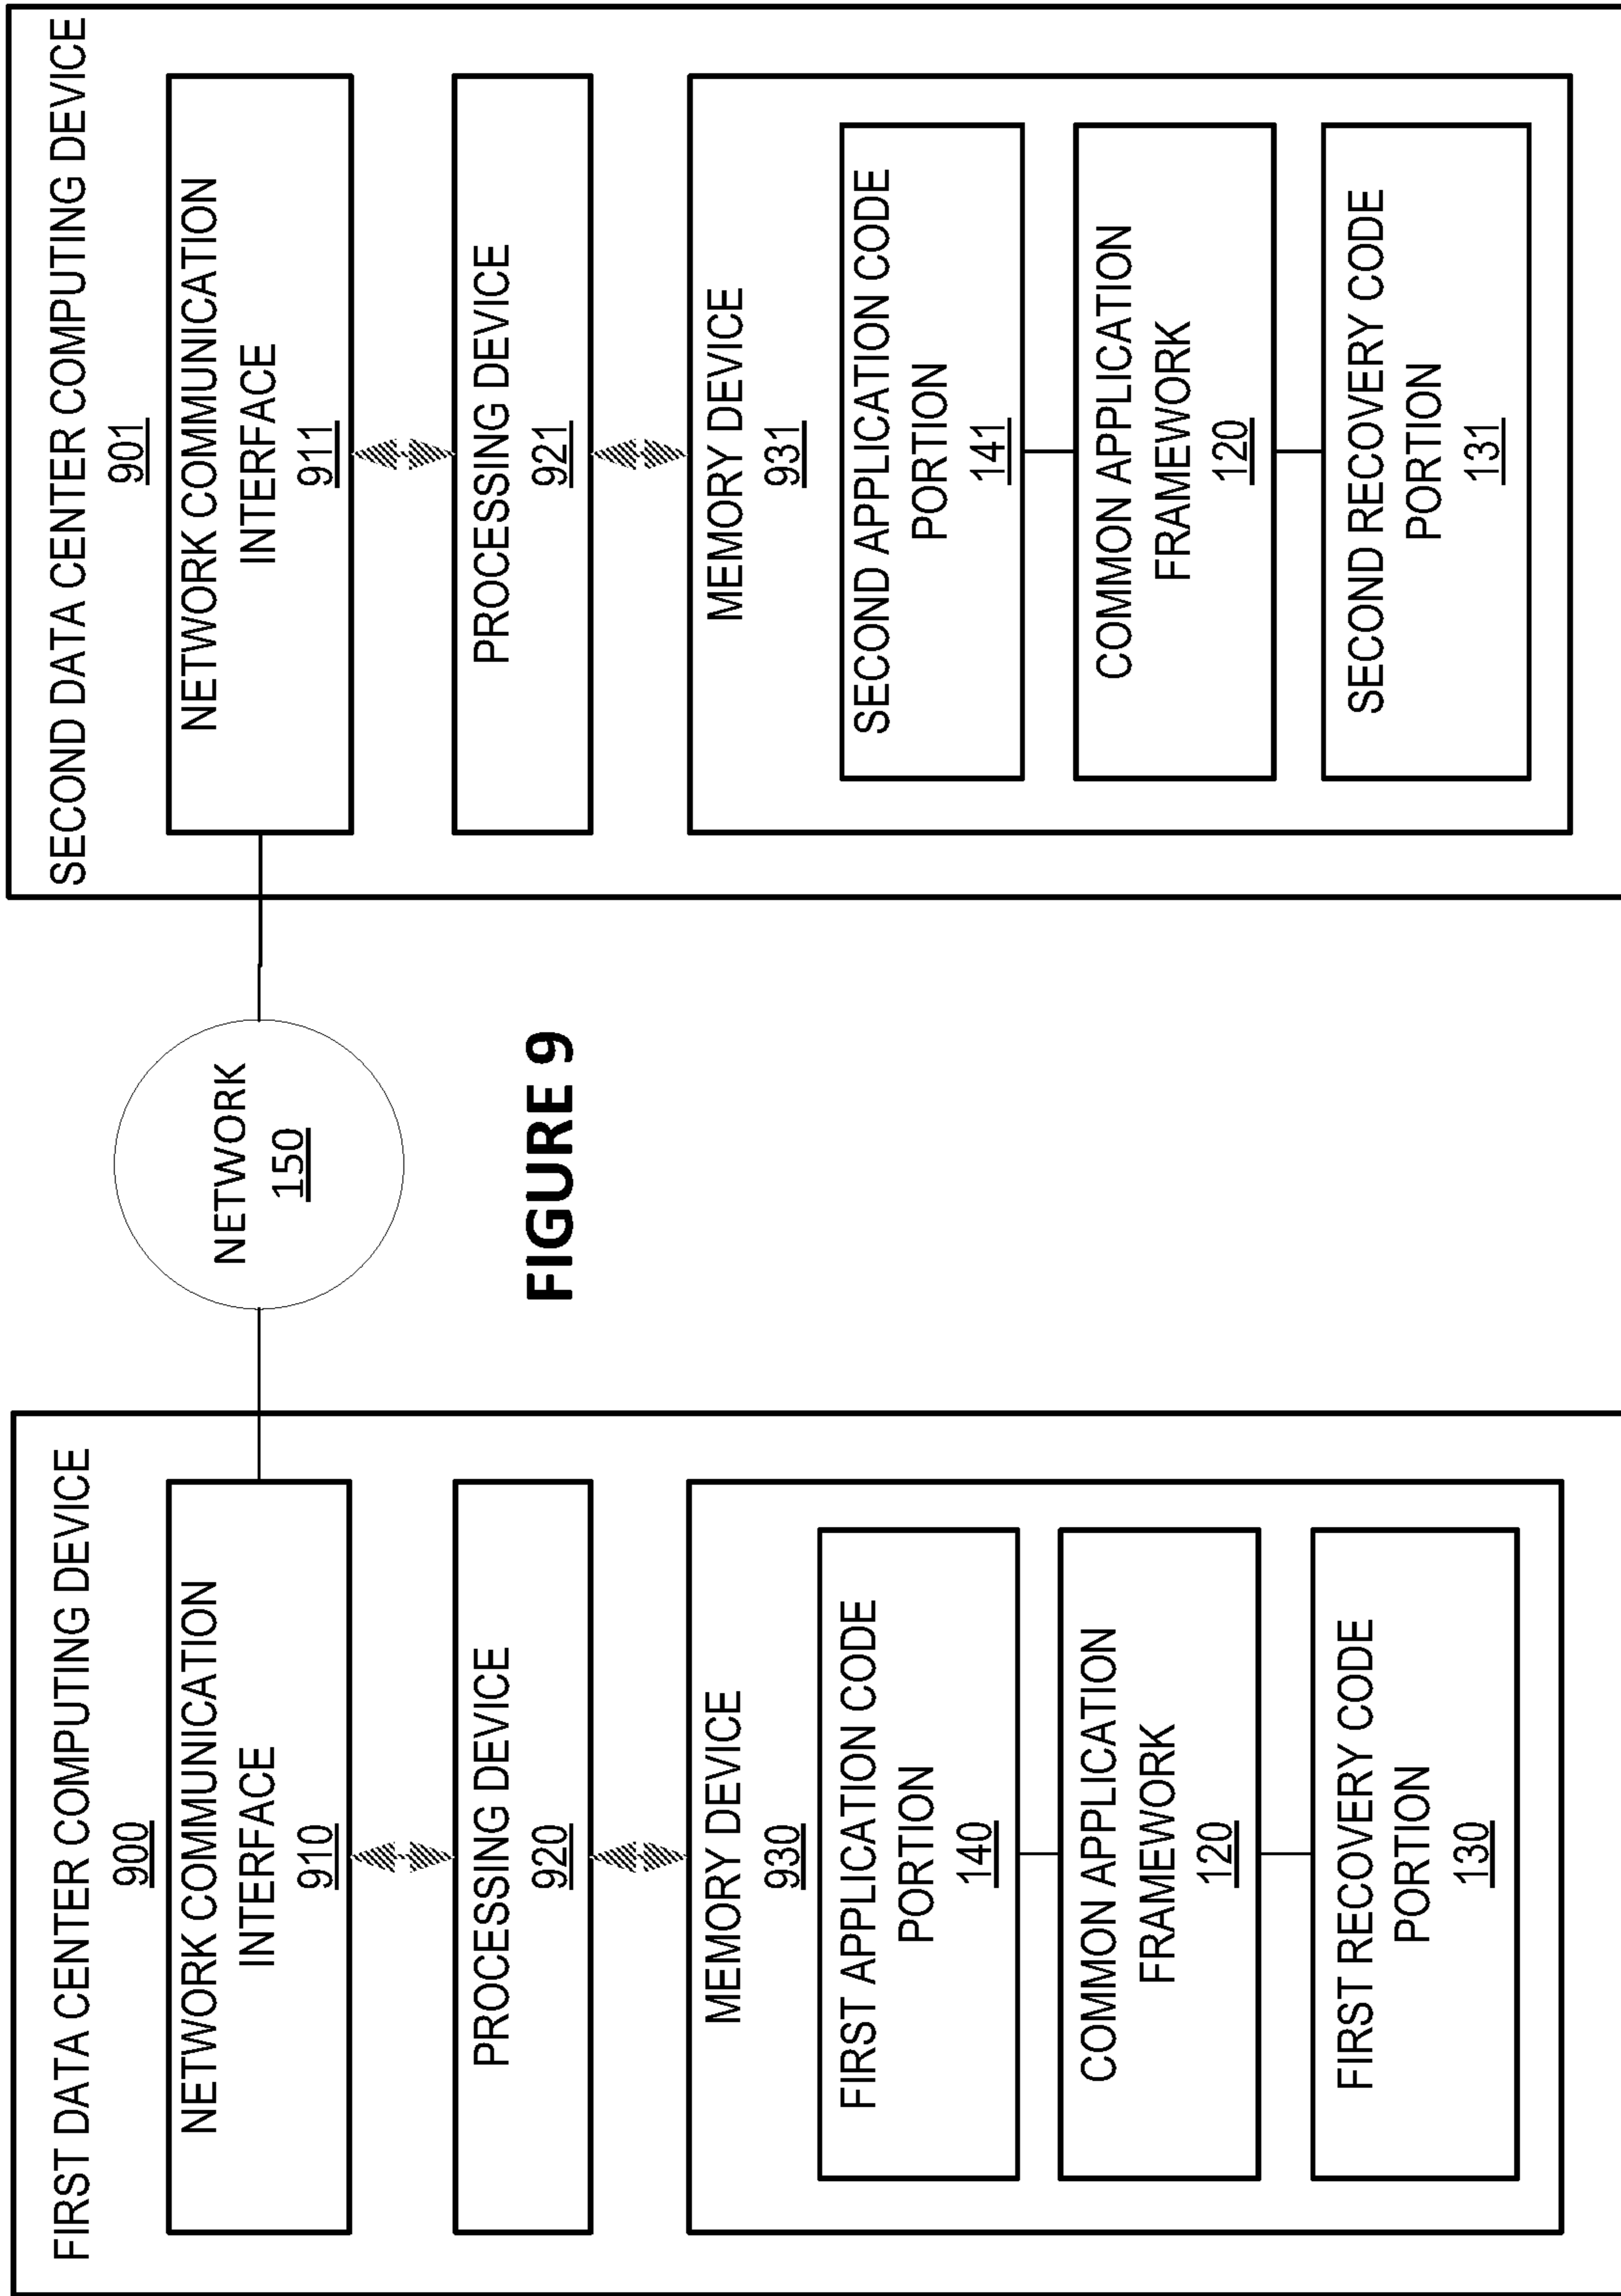 FIRST DATA CENTER COMPUTING DEVICE
900
NETWORK COMMUNICATION
INTERFACE
910
PROCESSING DEVICE
920
MEMORY DEVICE
930
FIRST APPLICATION CODE
PORTION
140
COMMON APPLICATION
FRAMEWORK
120
FIRST RECOVERY CODE
PORTION
130
NETWORK
150
FIGURE 9
SECOND DATA CENTER COMPUTING DEVICE
901
NETWORK COMMUNICATION
INTERFACE
911
PROCESSING DEVICE
921
MEMORY DEVICE
931
SECOND APPLICATION CODE
PORTION
141
COMMON APPLICATION
FRAMEWORK
120
SECOND RECOVERY CODE
PORTION
131